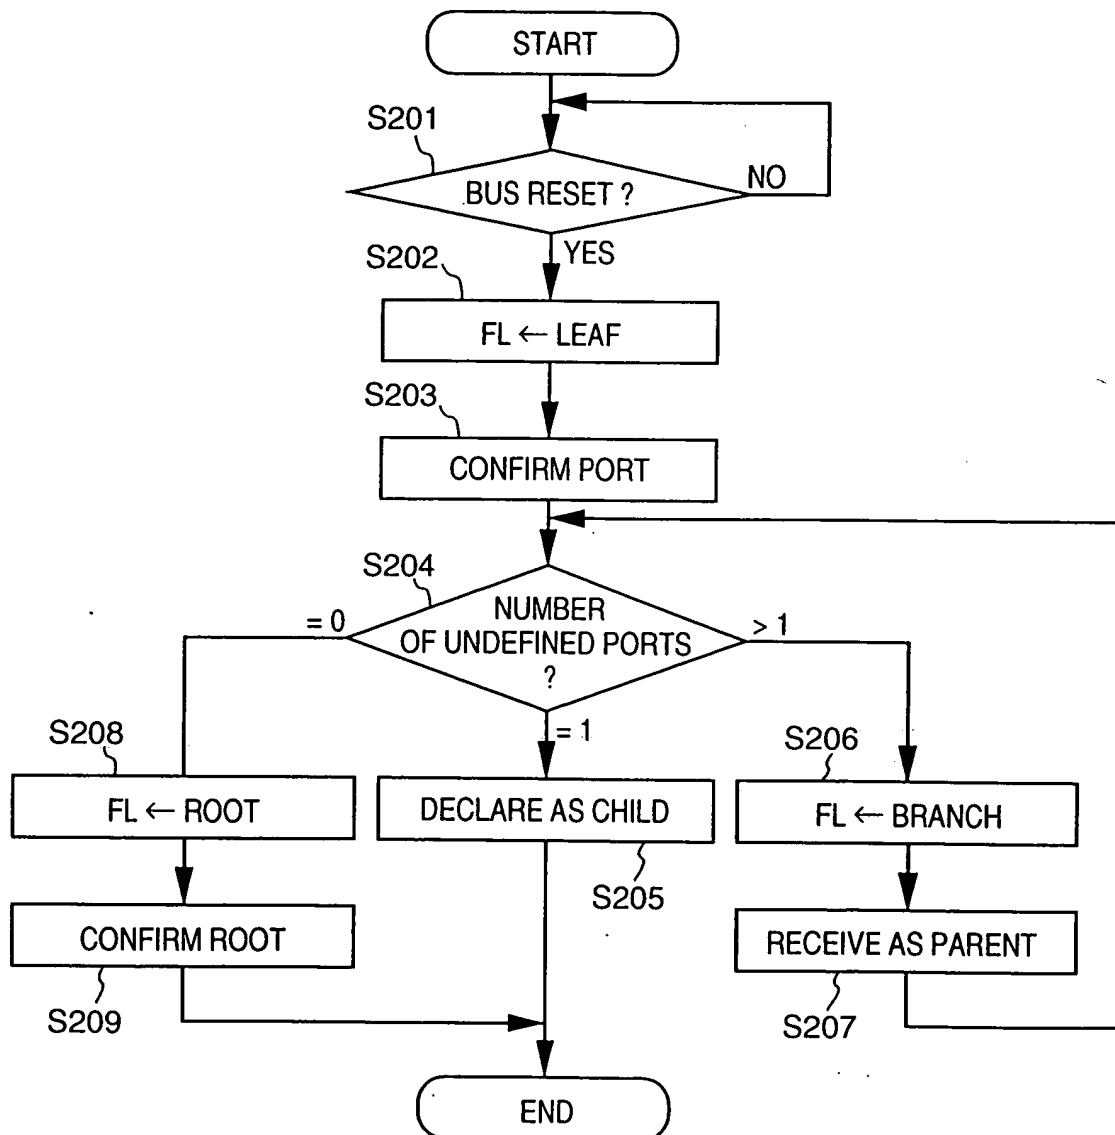 START
S201
BUS RESET ?
NO
YES
S202
FL ← LEAF
S203
CONFIRM PORT
S204
NUMBER
OF UNDEFINED PORTS
?
= 0
> 1
= 1
S208
S206
FL ← ROOT
DECLARE AS CHILD
FL ← BRANCH
S205
CONFIRM ROOT
RECEIVE AS PARENT
S209
S207
END